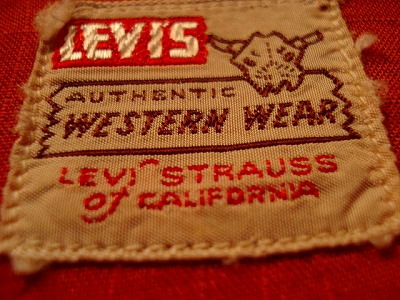 LEVI'S
AUTHENTIC
WESTERN WEAR
LEVI STRAUSS
of CALIFORNIA